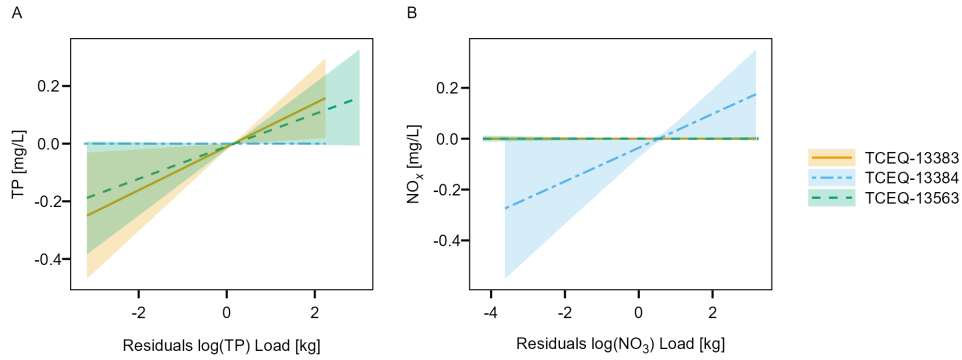 A
B
TP [mg/L]
0.2
0.0
-0.2
-0.4
-2
0
2
Residuals log(TP) Load [kg]
NOx [mg/L]
0.2
0.0
-0.2
-0.4
-4
-2
0
2
Residuals log(NO3) Load [kg]
TCEQ-13383
TCEQ-13384
TCEQ-13563